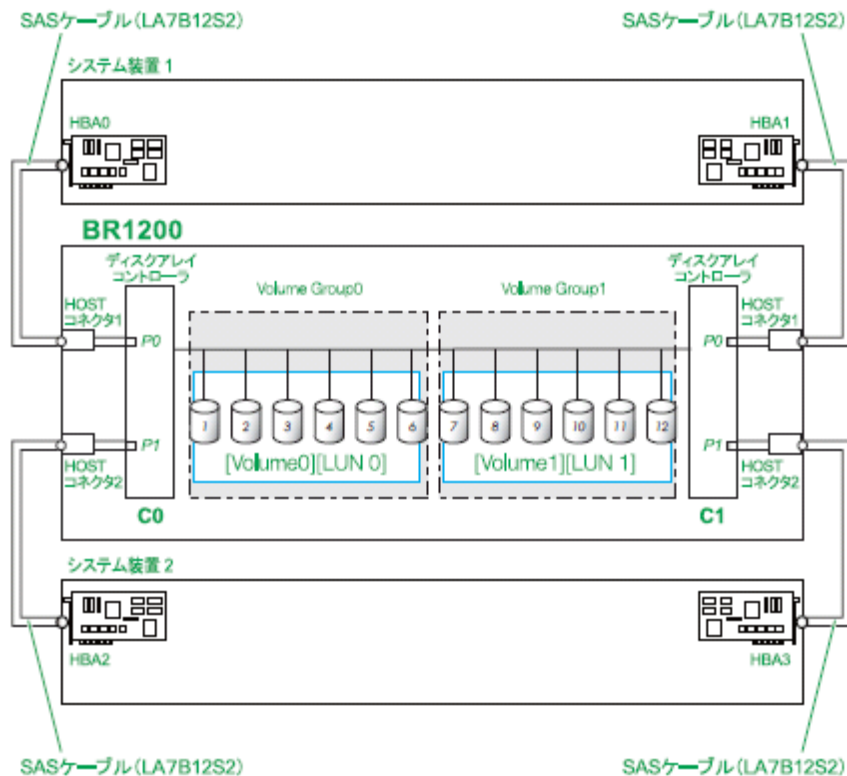 SASケーブル(LA7B12S2) SASケーブル(LA7B12S2)
システム装置 1
HBA0 HBA1
BR1200
ディスクアレイ
コントローラ
Volume Group0 Volume Group1
ディスクアレイ
コントローラ
HOST
コネクタ1
P0 P0
HOST
コネクタ1
1 2 3 4 5 6 7 8 9 10 11 12
P1 P1
[Volume0][LUN 0] [Volume1][LUN 1]
HOST
コネクタ2
HOST
コネクタ2
C0 C1
システム装置 2
HBA2 HBA3
SASケーブル(LA7B12S2) SASケーブル(LA7B12S2)